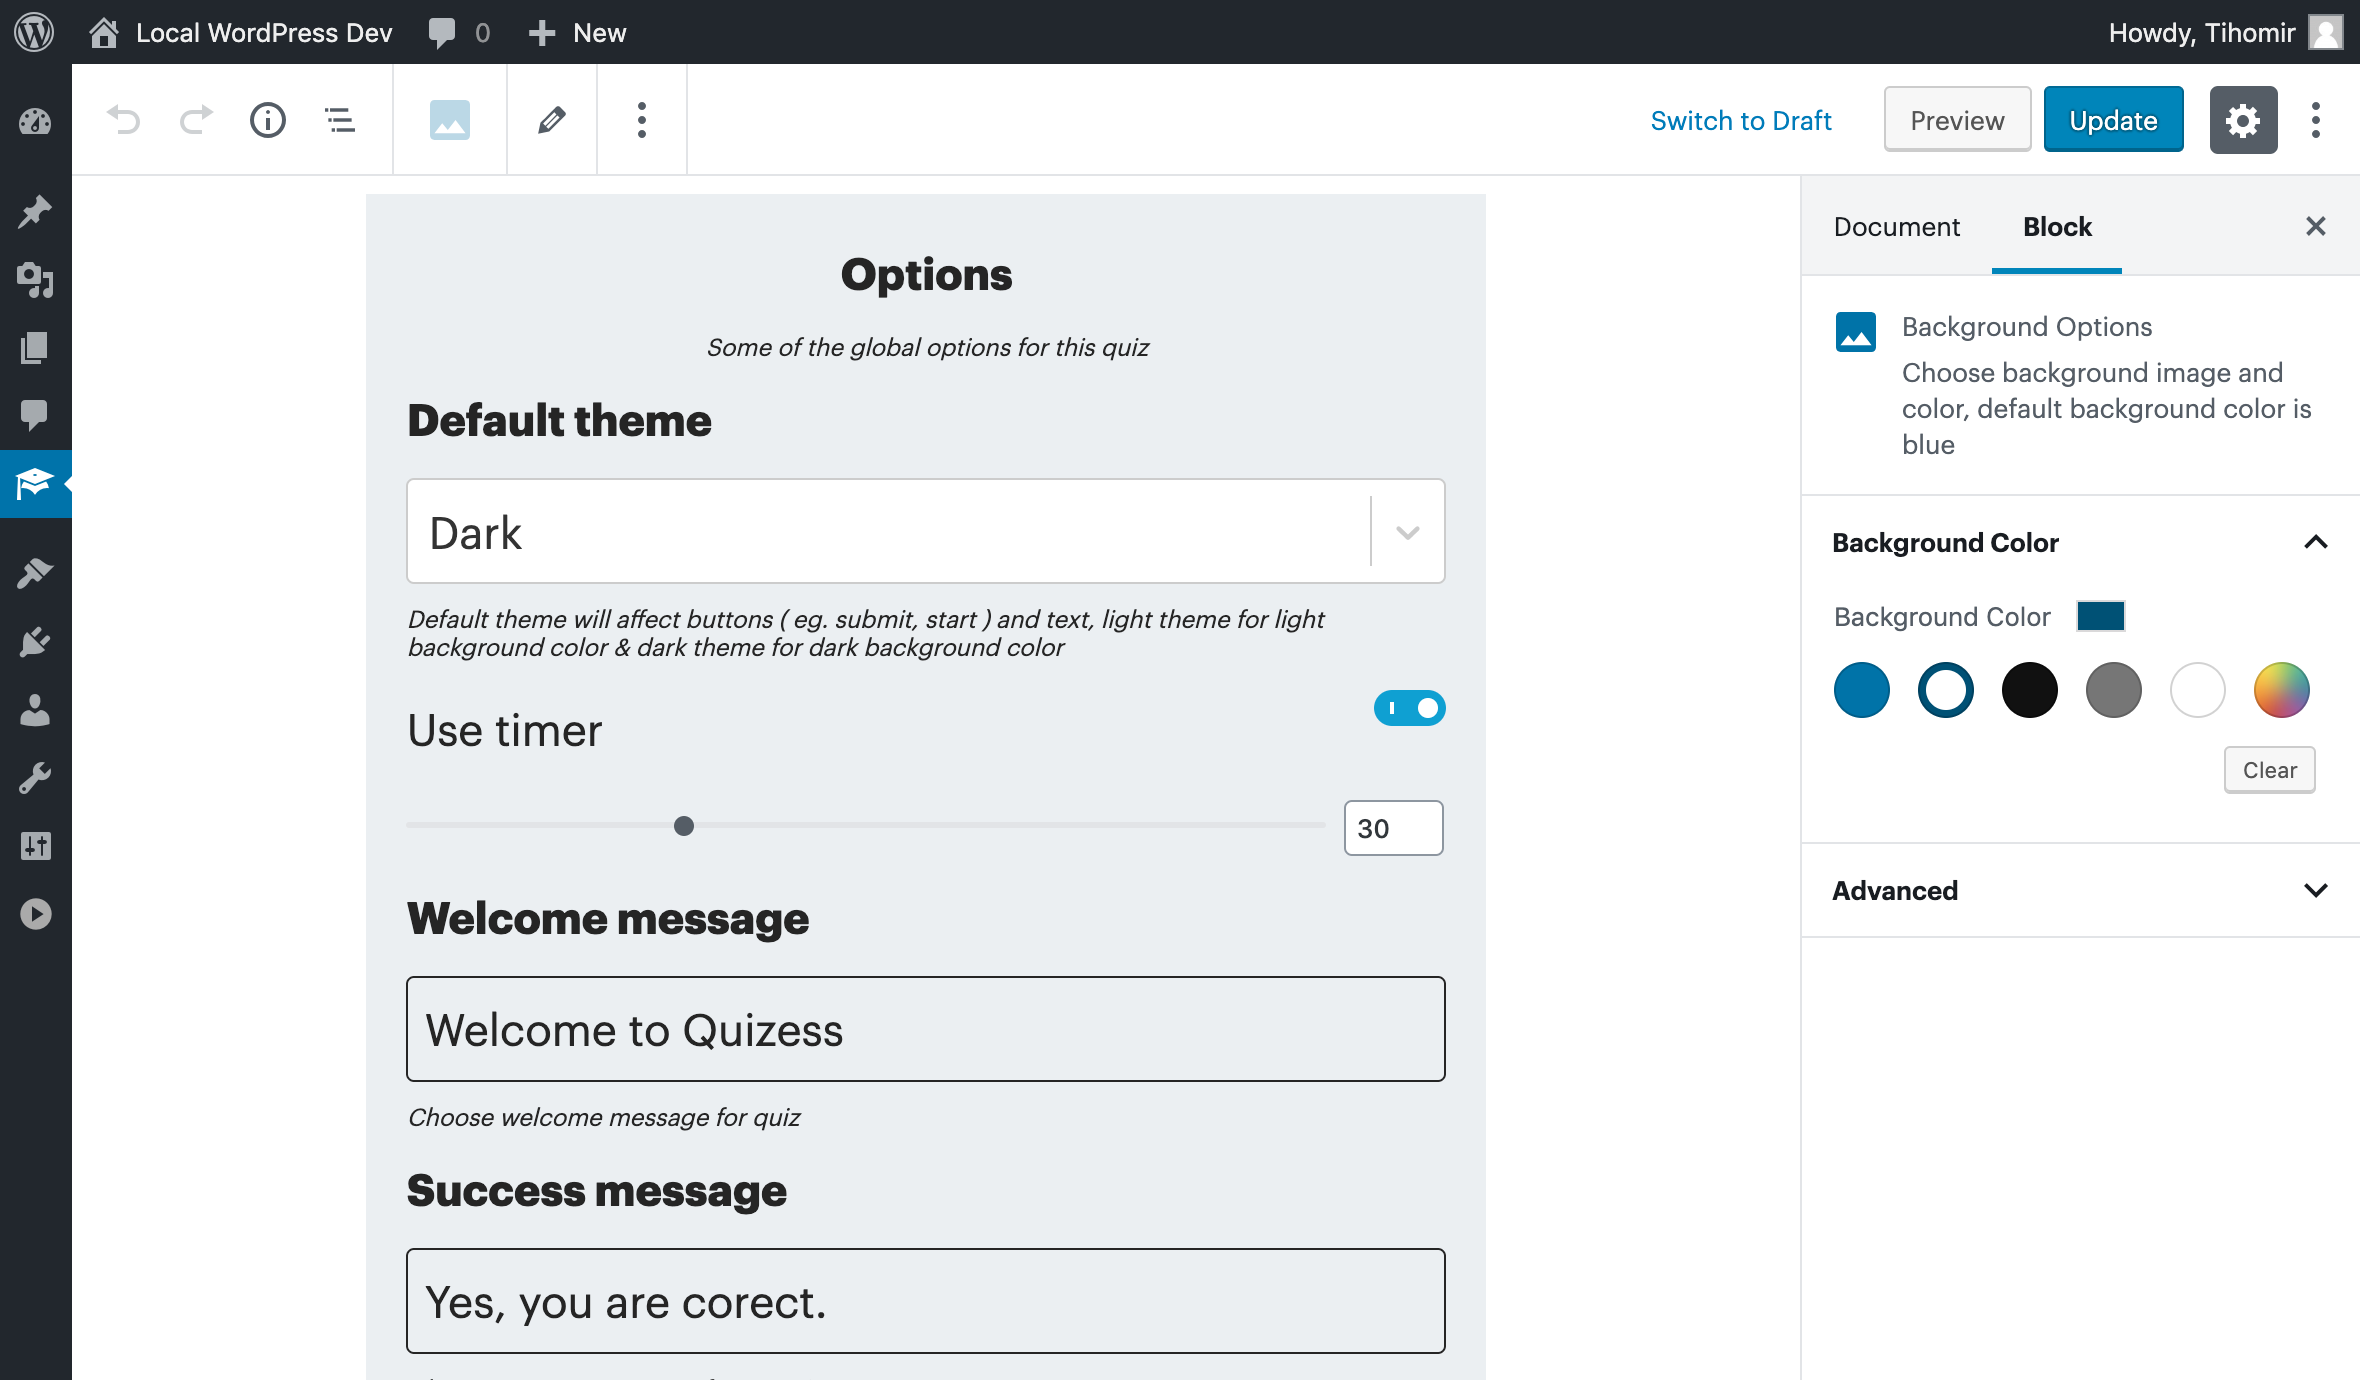 Local WordPress Dev 0 New Howdy, Tihomir
Switch to Draft Preview Update
Options
Some of the global options for this quiz
Default theme
Dark
Default theme will affect buttons ( eg. submit, start ) and text, light theme for light
background color & dark theme for dark background color
Use timer
30
Welcome message
Welcome to Quizess
Choose welcome message for quiz
Success message
Yes, you are corect.
Document Block
Background Options
Choose background image and
color, default background color is
blue
Background Color
Background Color
Clear
Advanced